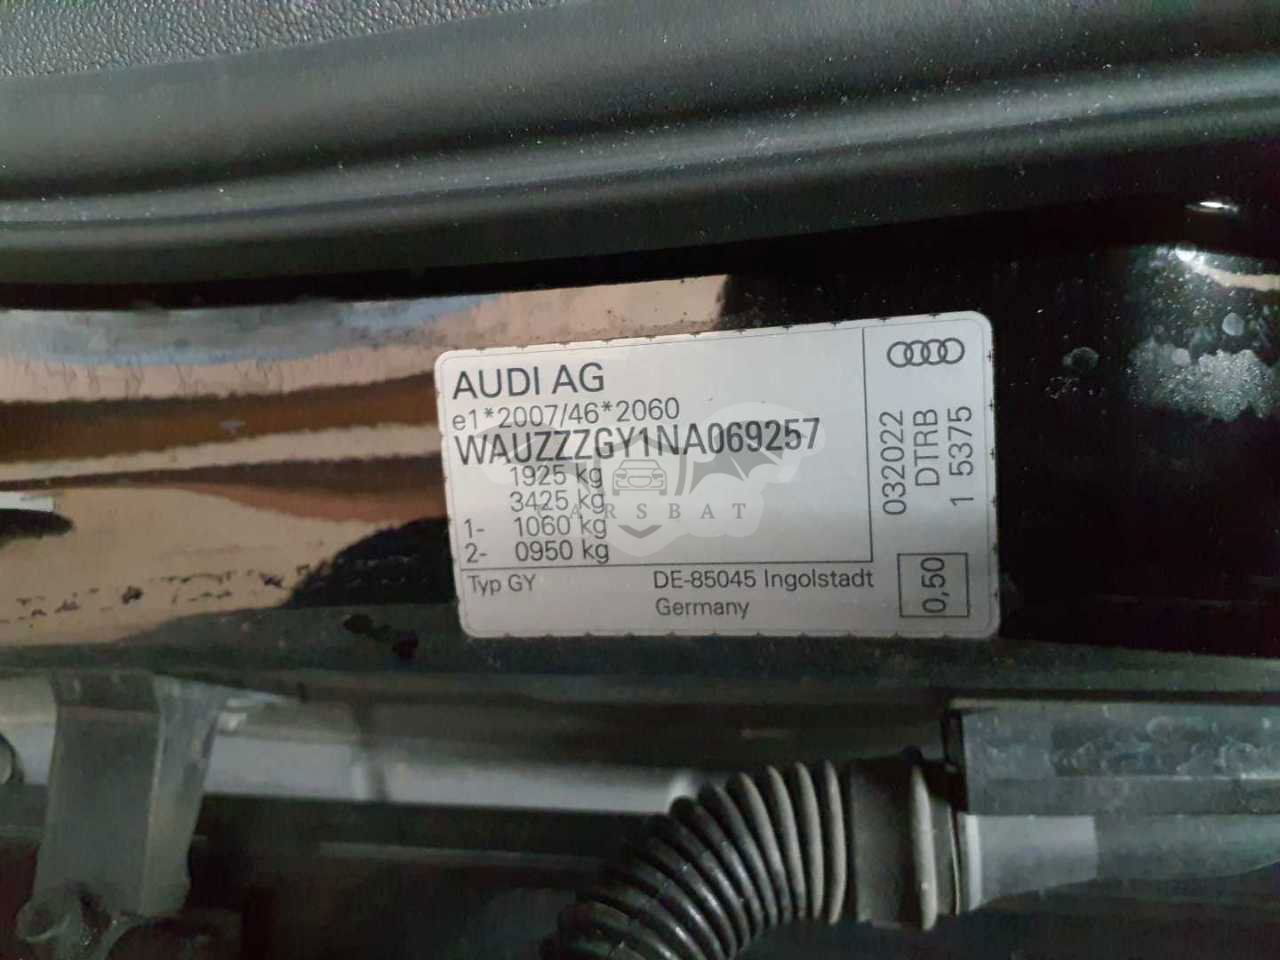 AUDI AG
e1*2007/46*2060
WAUZZZGY1NA069257
1925 kg
3425 kg
1- 1060 kg
2- 0950 kg
Typ GY
DE-85045 Ingolstadt
Germany
032022
DTRB
1 5375
0,50
CARSBAT